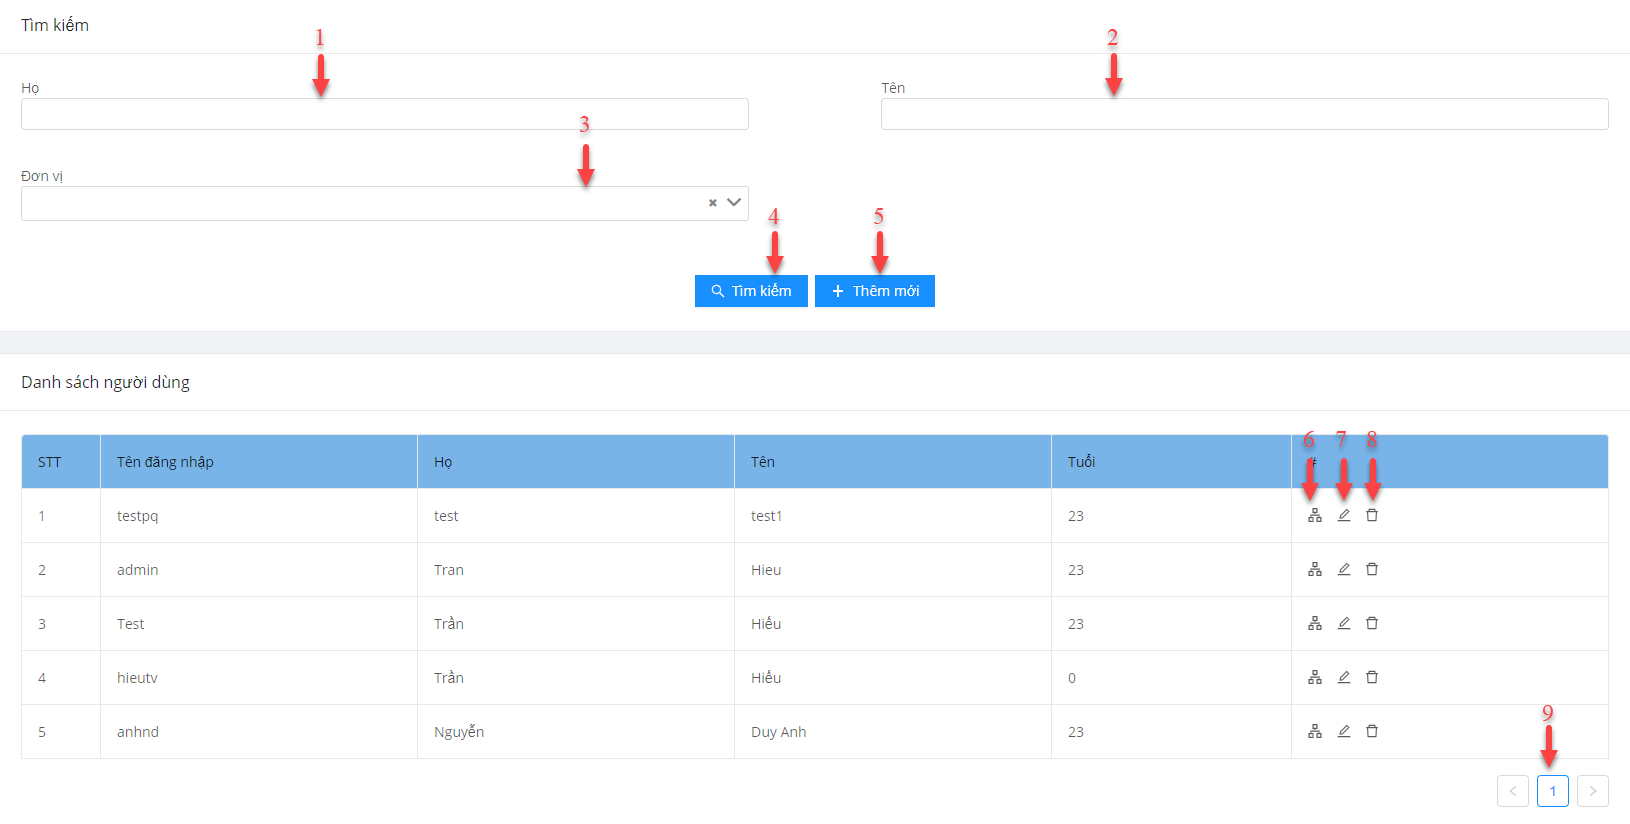 Tìm kiếm
1
2
Họ
Tên
3
Đơn vị
4
5
Tìm kiếm
Thêm mới
Danh sách người dùng
6 7 8
STT Tên đăng nhập Họ Tên Tuổi #
1 testpq test test1 23
2 admin Tran Hieu 23
3 Test Trần Hiếu 23
4 hieutv Trần Hiếu 0
5 anhnd Nguyễn Duy Anh 23
9
< 1 >